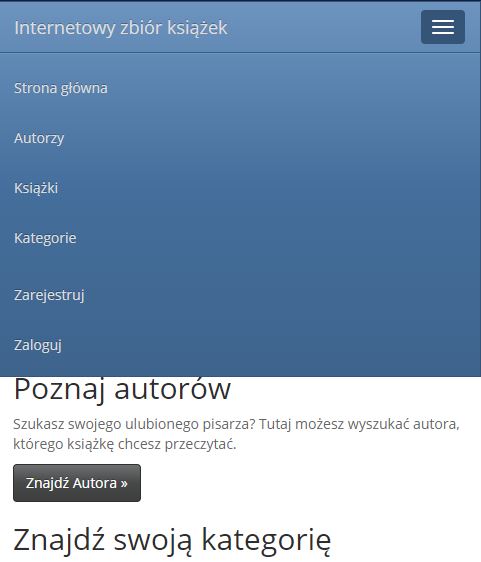 Internetowy zbiór książek
Strona główna
Autorzy
Książki
Kategorie
Zarejestruj
Zaloguj
Poznaj autorów
Szukasz swojego ulubionego pisarza? Tutaj możesz wyszukać autora,
którego książkę chcesz przeczytać.
Znajdź Autora »
Znajdź swoją kategorię